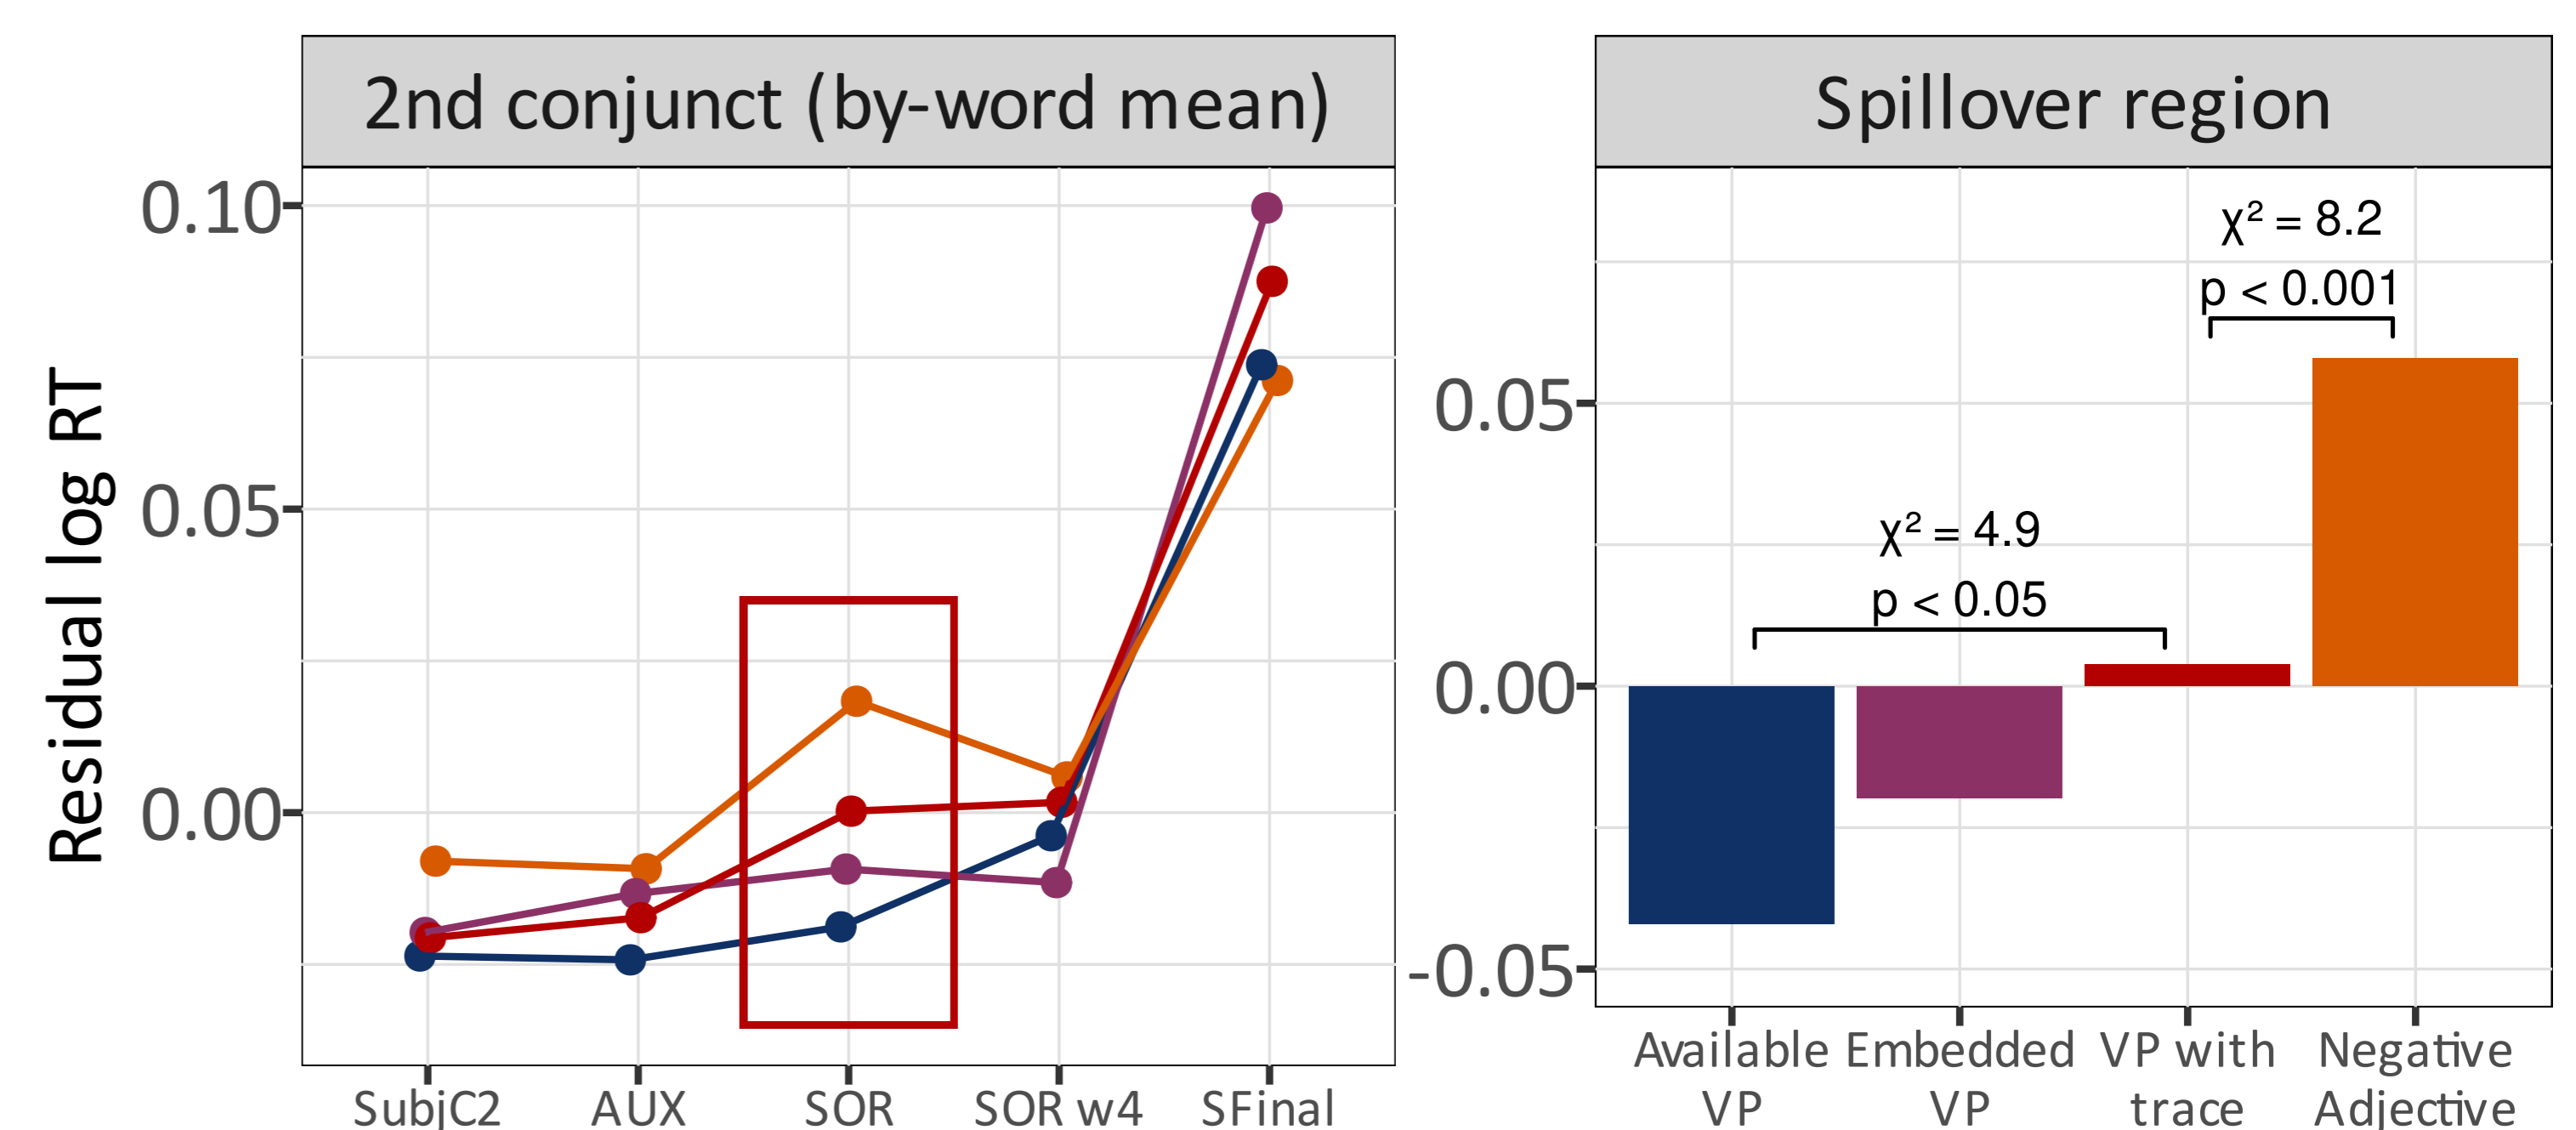 2nd conjunct (by-word mean)
Residual log RT
0.10
0.05
0.00
SubjC2 AUX SOR SOR w4 SFinal
Spillover region
χ² = 8.2
p < 0.001
χ² = 4.9
p < 0.05
0.05
0.00
-0.05
Available Embedded VP with Negative
VP VP trace Adjective